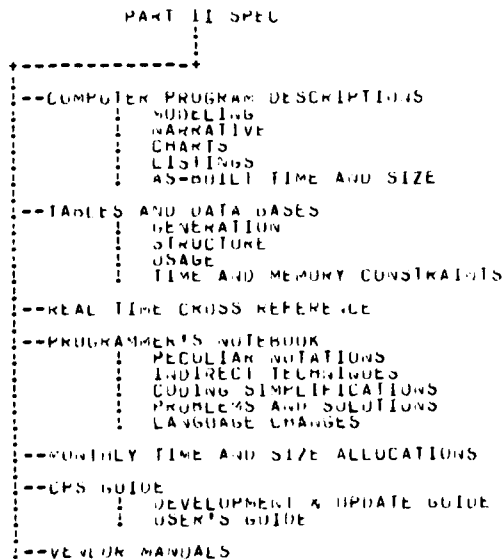 PART II SPEC
--COMPUTER PROGRAM DESCRIPTIONS
MODELING
NARRATIVE
CHARTS
LISTINGS
AS-BUILT TIME AND SIZE
--TABLES AND DATA BASES
GENERATION
STRUCTURE
USAGE
TIME AND MEMORY CONSTRAINTS
--REAL TIME CROSS REFERENCE
--PROGRAMMER'S NOTEBOOK
PECULIAR NOTATIONS
INDIRECT TECHNIQUES
CODING SIMPLIFICATIONS
PROBLEMS AND SOLUTIONS
LANGUAGE CHANGES
--MONTHLY TIME AND SIZE ALLOCATIONS
--CPS GUIDE
DEVELOPMENT & UPDATE GUIDE
USER'S GUIDE
--VENDOR MANUALS